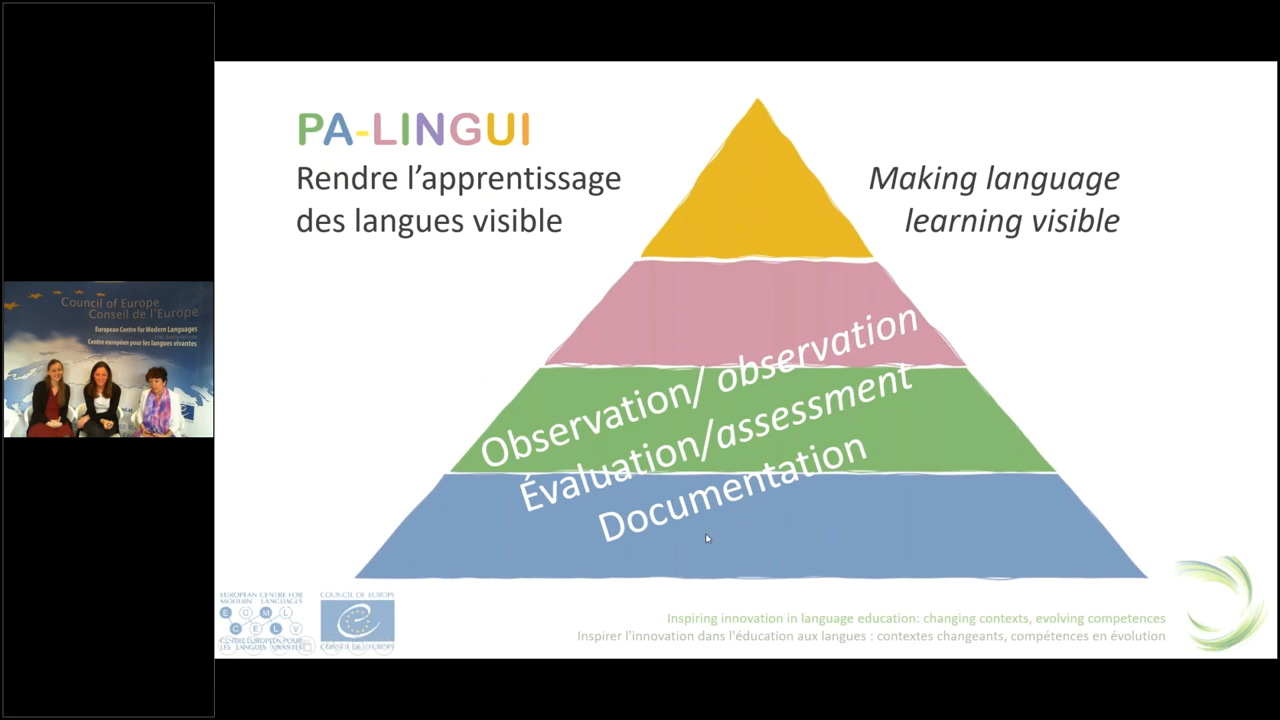 PA-LINGUI
Rendre l’apprentissage
des langues visible
Making language
learning visible
Observation/ observation
Évaluation/assessment
Documentation
Council of Europe
Conseil de l'Europe
European Centre for Modern Languages
Centre européen pour les langues vivantes
EUROPEAN CENTRE FOR
MODERN LANGUAGES
E C M L
C E L V
CENTRE EUROPEEN POUR
LES LANGUES VIVANTES
COUNCIL OF EUROPE
CONSEIL DE L'EUROPE
Inspiring innovation in language education: changing contexts, evolving competences
Inspirer l'innovation dans l'éducation aux langues : contextes changeants, compétences en évolution